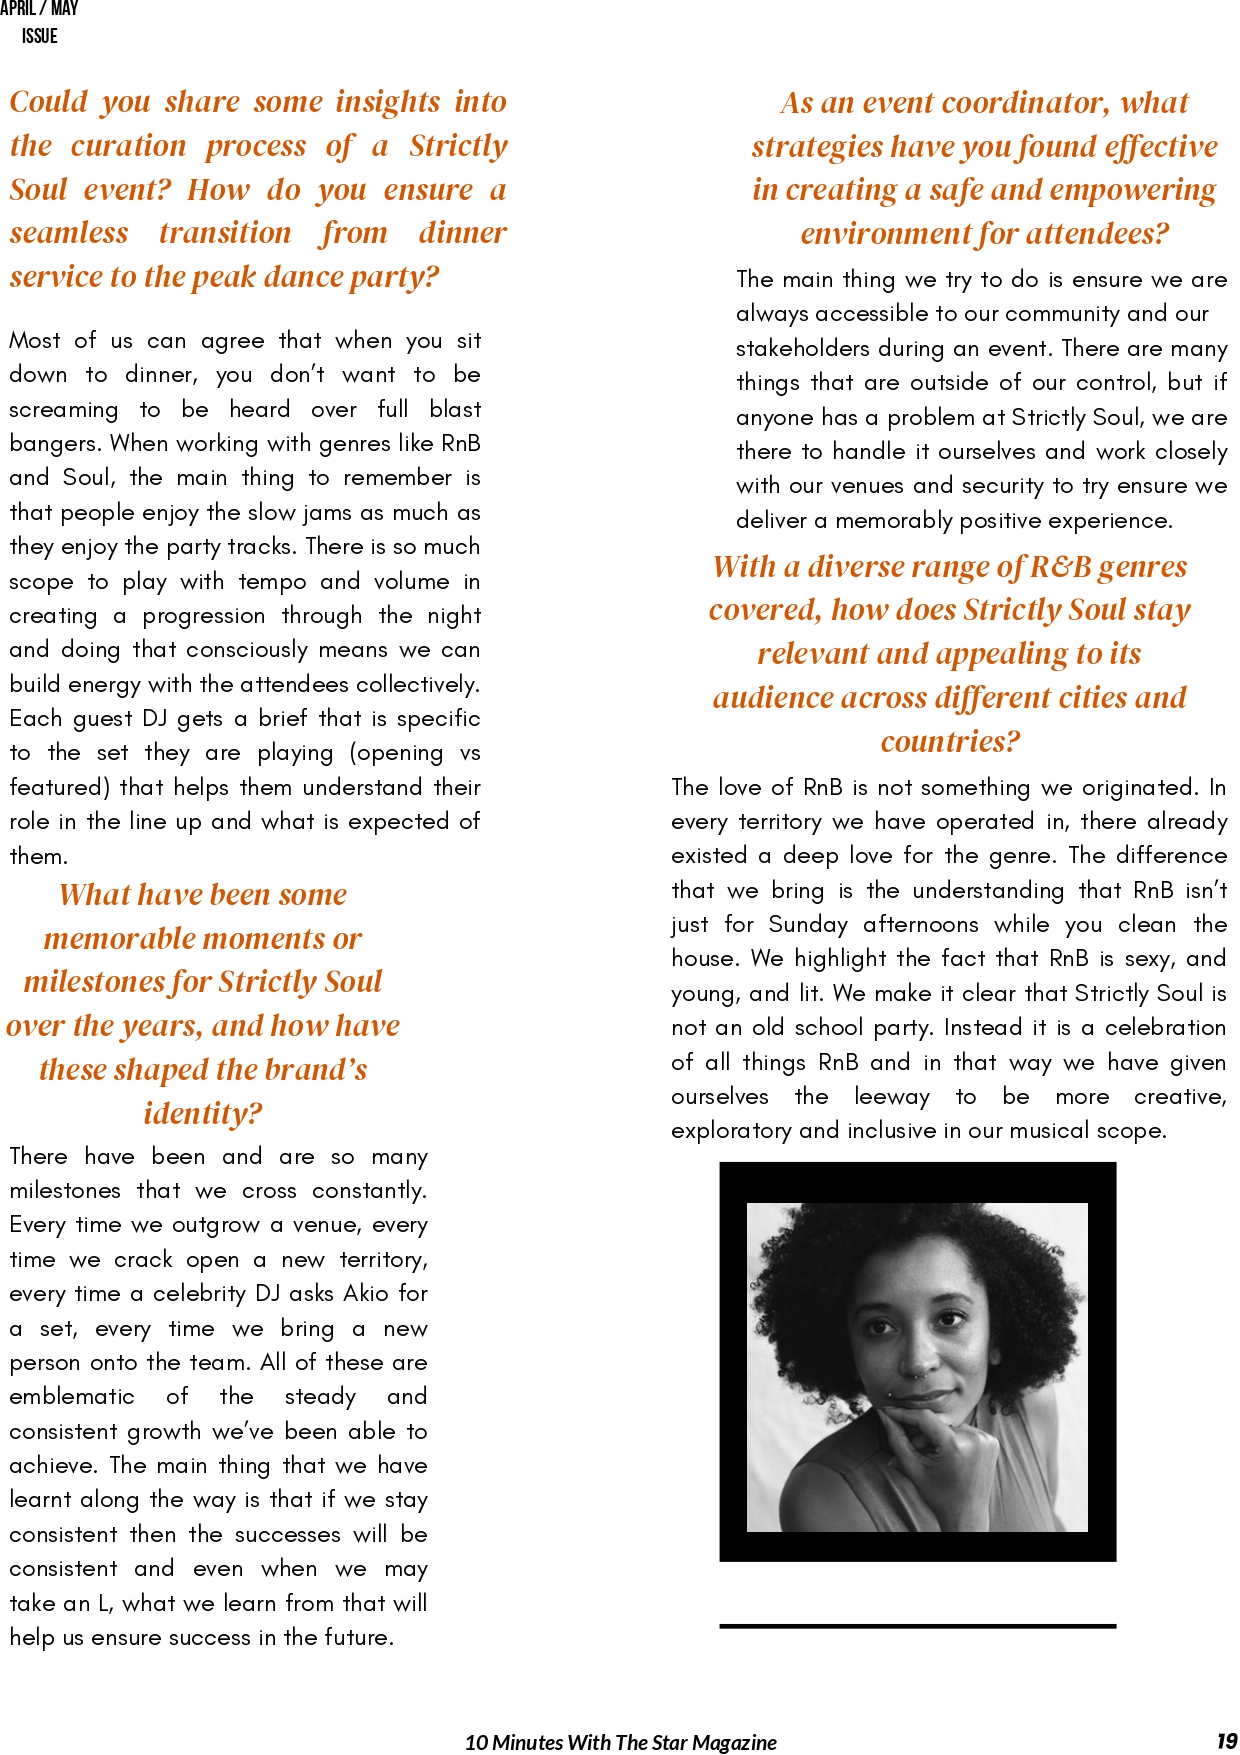 APRIL / MAY
ISSUE
Could you share some insights into
the curation process of a Strictly
Soul event? How do you ensure a
seamless transition from dinner
service to the peak dance party?
Most of us can agree that when you sit
down to dinner, you don’t want to be
screaming to be heard over full blast
bangers. When working with genres like RnB
and Soul, the main thing to remember is
that people enjoy the slow jams as much as
they enjoy the party tracks. There is so much
scope to play with tempo and volume in
creating a progression through the night
and doing that consciously means we can
build energy with the attendees collectively.
Each guest DJ gets a brief that is specific
to the set they are playing (opening vs
featured) that helps them understand their
role in the line up and what is expected of
them.
What have been some
memorable moments or
milestones for Strictly Soul
over the years, and how have
these shaped the brand’s
identity?
There have been and are so many
milestones that we cross constantly.
Every time we outgrow a venue, every
time we crack open a new territory,
every time a celebrity DJ asks Akio for
a set, every time we bring a new
person onto the team. All of these are
emblematic of the steady and
consistent growth we’ve been able to
achieve. The main thing that we have
learnt along the way is that if we stay
consistent then the successes will be
consistent and even when we may
take an L, what we learn from that will
help us ensure success in the future.
As an event coordinator, what
strategies have you found effective
in creating a safe and empowering
environment for attendees?
The main thing we try to do is ensure we are
always accessible to our community and our
stakeholders during an event. There are many
things that are outside of our control, but if
anyone has a problem at Strictly Soul, we are
there to handle it ourselves and work closely
with our venues and security to try ensure we
deliver a memorably positive experience.
With a diverse range of R&B genres
covered, how does Strictly Soul stay
relevant and appealing to its
audience across different cities and
countries?
The love of RnB is not something we originated. In
every territory we have operated in, there already
existed a deep love for the genre. The difference
that we bring is the understanding that RnB isn’t
just for Sunday afternoons while you clean the
house. We highlight the fact that RnB is sexy, and
young, and lit. We make it clear that Strictly Soul is
not an old school party. Instead it is a celebration
of all things RnB and in that way we have given
ourselves the leeway to be more creative,
exploratory and inclusive in our musical scope.
10 Minutes With The Star Magazine
19